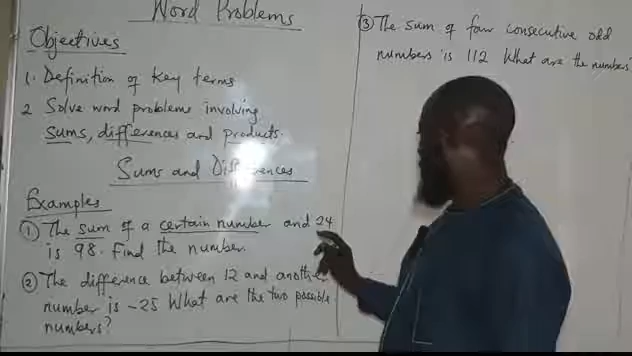 Word Problems
Objectives
1. Definition of key terms
2 Solve word problems involving
sums, differences and products.
Sums and Differences
Examples
① The sum of a certain number and 24
is 98. Find the number.
② The difference between 12 and another
number is -25 What are the two possible
numbers?
③ The sum of four consecutive odd
numbers is 112 What are the numbers?